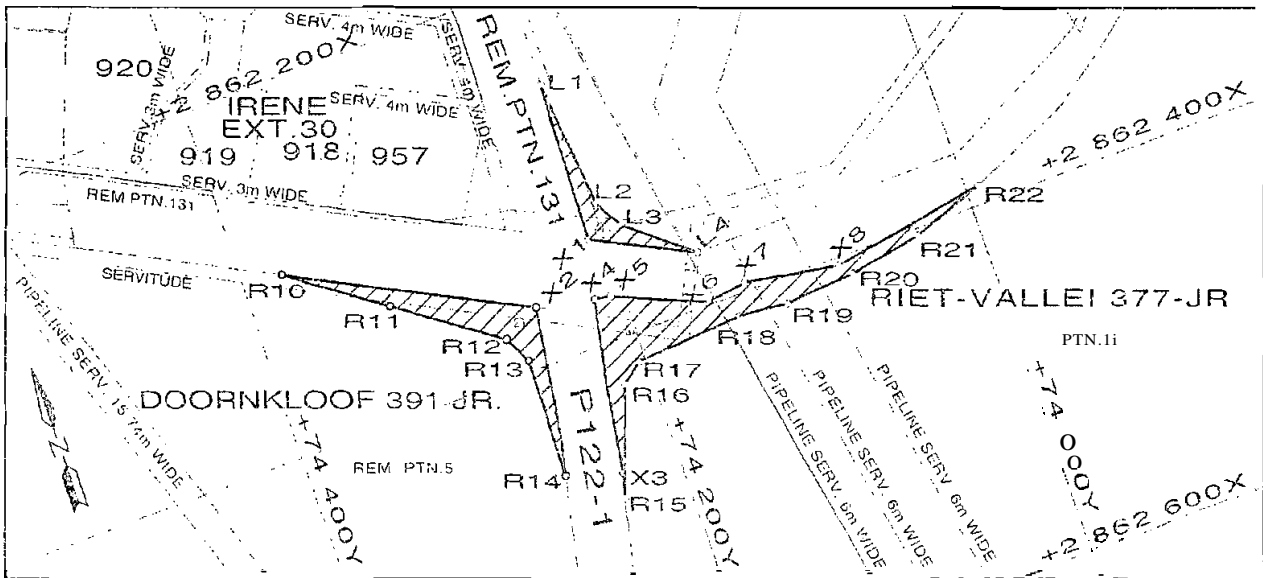 SERV. 4m WIDE
SERV. 4m WIDE
920
SERV. 3m WIDE
+2 862 200X
IRENE
EXT.30
SERV. 4m WIDE
919
918
957
SERV. 3m WIDE
REM PTN.131
REM.PTN.131
L1
L2
L3
L4
+2 862 400X
R22
R21
R20
R19
R18
R17
R16
X1
X2
X4
X5
X6
X7
X8
SERVITUDE
R10
R11
R12
R13
RIET-VALLEI 377-JR
PTN.1i
DOORNKLOOF 391 JR.
PIPELINE SERV. 15,74m WIDE
N
+74 400Y
REM PTN.5
R14
P122-1
X3
R15
+74 200Y
PIPELINE SERV. 6m WIDE
PIPELINE SERV. 6m WIDE
PIPELINE SERV 6m WIDE
+74 000Y
+2 862 600X